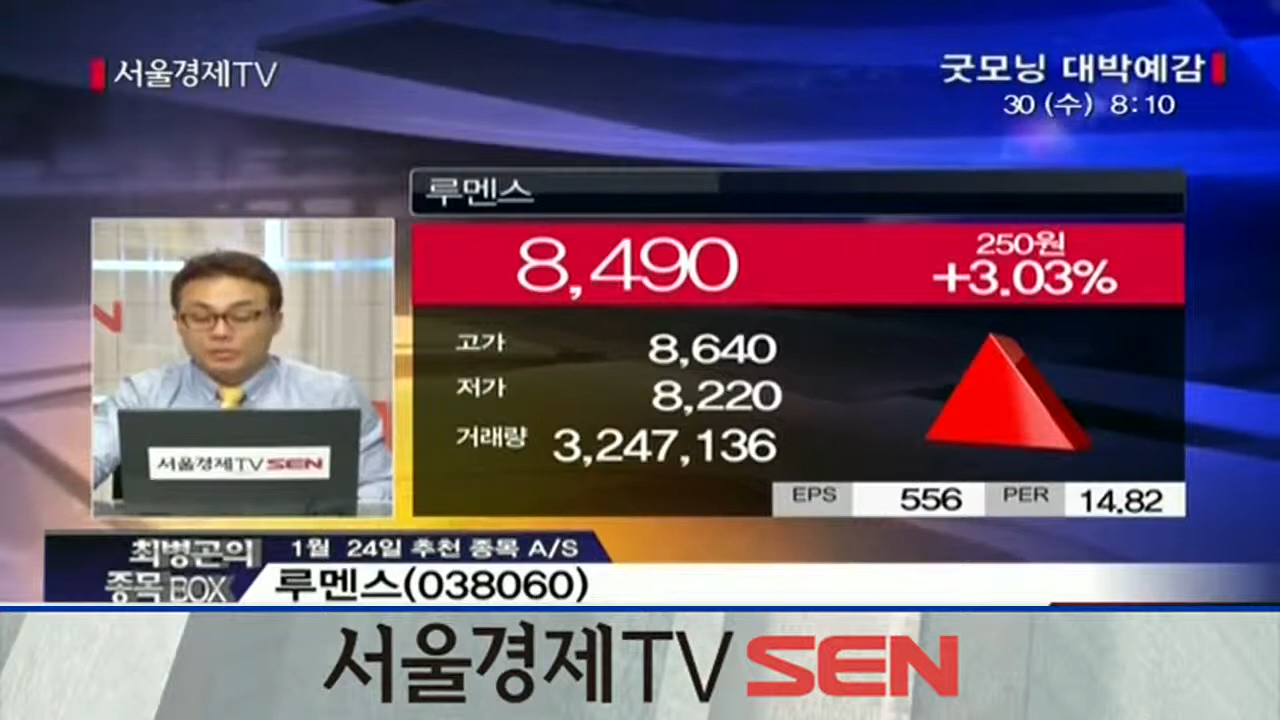 서울경제TV
굿모닝 대박예감
30 (수) 8:10
루멘스
8,490
250원
+3.03%
고가 8,640
저가 8,220
거래량 3,247,136
EPS 556 PER 14.82
서울경제TV SEN
최병곤의
종목 BOX
1월 24일 추천 종목 A/S
루멘스(038060)
서울경제TV SEN